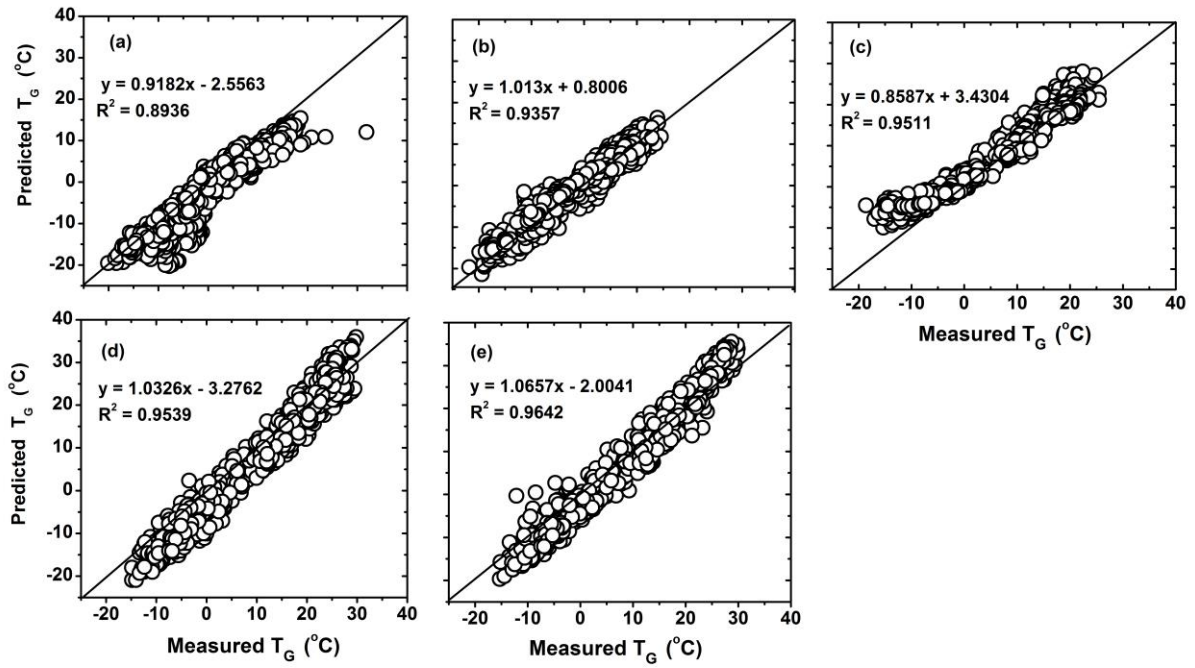 40
30
20
10
0
-10
-20
Predicted T_G (°C)
(a)
y = 0.9182x - 2.5563
R² = 0.8936
(b)
y = 1.013x + 0.8006
R² = 0.9357
(c)
y = 0.8587x + 3.4304
R² = 0.9511
-20 -10 0 10 20 30 40
Measured T_G (°C)
40
30
20
10
0
-10
-20
Predicted T_G (°C)
(d)
y = 1.0326x - 3.2762
R² = 0.9539
-20 -10 0 10 20 30 40
Measured T_G (°C)
(e)
y = 1.0657x - 2.0041
R² = 0.9642
-20 -10 0 10 20 30 40
Measured T_G (°C)